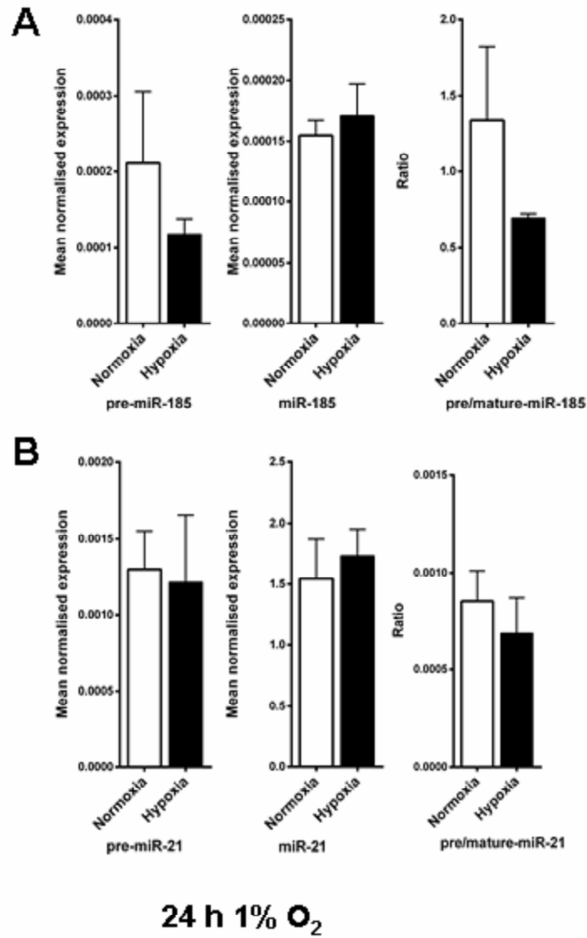 A
Mean normalised expression
0.0004
0.0003
0.0002
0.0001
0.0000
Normoxia
Hypoxia
pre-miR-185
Mean normalised expression
0.00025
0.00020
0.00015
0.00010
0.00005
0.00000
Normoxia
Hypoxia
miR-185
Ratio
2.0
1.5
1.0
0.5
0.0
Normoxia
Hypoxia
pre/mature-miR-185
B
Mean normalised expression
0.0020
0.0015
0.0010
0.0005
0.0000
Normoxia
Hypoxia
pre-miR-21
Mean normalised expression
2.5
2.0
1.5
1.0
5.0
0.0
Normoxia
Hypoxia
miR-21
Ratio
0.0015
0.0010
0.0005
0.0000
Normoxia
Hypoxia
pre/mature-miR-21
24 h 1% O₂